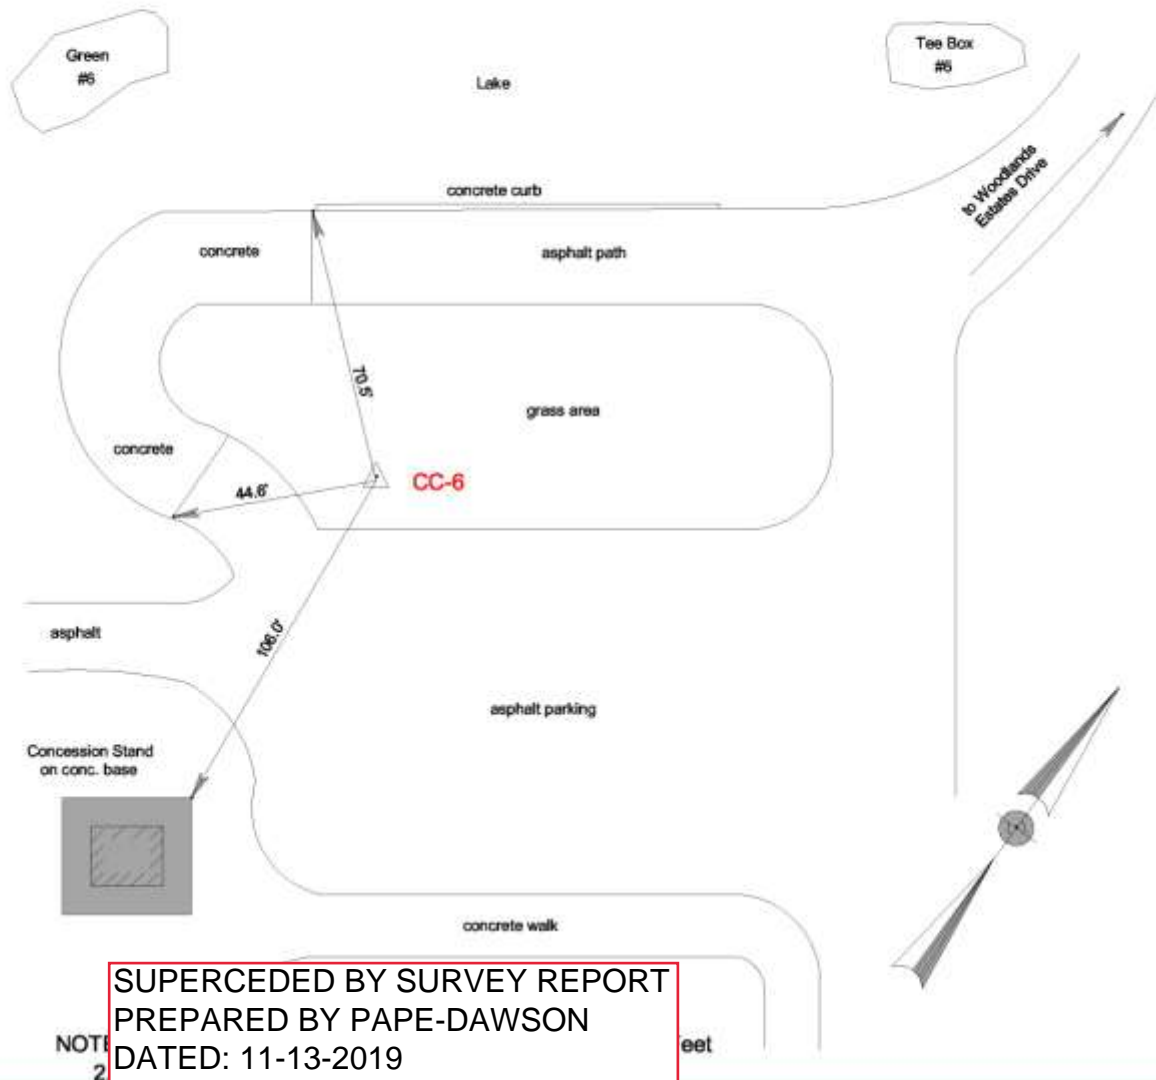 Green
#6
Tee Box
#6
Lake
to Woodlands
Estates Drive
concrete curb
concrete
asphalt path
70.5'
grass area
concrete
44.6'
CC-6
asphalt
106.0'
asphalt parking
Concession Stand
on conc. base
concrete walk
SUPERCEDED BY SURVEY REPORT
PREPARED BY PAPE-DAWSON
DATED: 11-13-2019